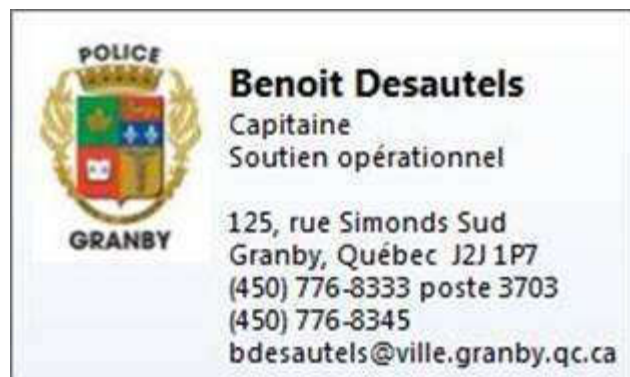 POLICE
GRANBY
Benoit Desautels
Capitaine
Soutien opérationnel
125, rue Simonds Sud
Granby, Québec J2J 1P7
(450) 776-8333 poste 3703
(450) 776-8345
bdesautels@ville.granby.qc.ca